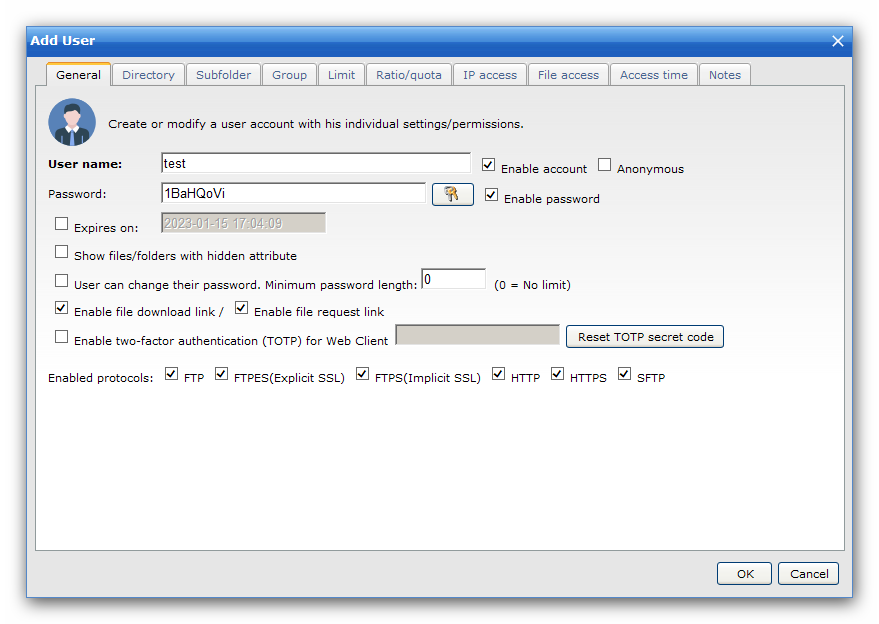 Add User
General Directory Subfolder Group Limit Ratio/quota IP access File access Access time Notes
Create or modify a user account with his individual settings/permissions.
User name: test Enable account Anonymous
Password: 1BaHQoVi Enable password
Expires on: 2023-01-15 17:04:09
Show files/folders with hidden attribute
User can change their password. Minimum password length: 0 (0 = No limit)
Enable file download link / Enable file request link
Enable two-factor authentication (TOTP) for Web Client Reset TOTP secret code
Enabled protocols: FTP FTPES(Explicit SSL) FTPS(Implicit SSL) HTTP HTTPS SFTP
OK Cancel